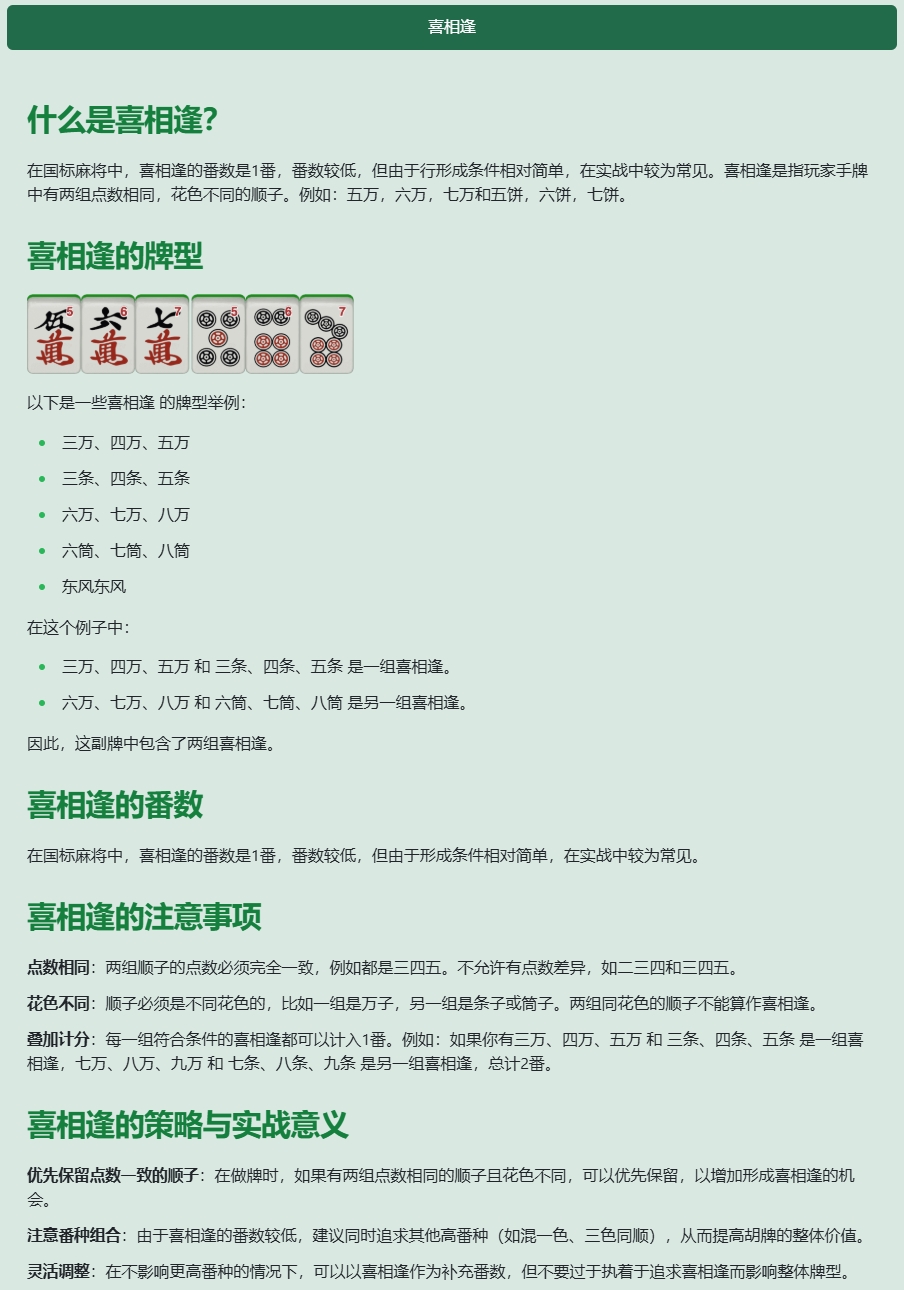 喜相逢
什么是喜相逢？
在国标麻将中，喜相逢的番数是1番，番数较低，但由于行形成条件相对简单，在实战中较为常见。喜相逢是指玩家手牌
中有两组点数相同，花色不同的顺子。例如：五万，六万，七万和五饼，六饼，七饼。
喜相逢的牌型
伍萬 5 六萬 6 七萬 7 5 6 7
以下是一些喜相逢 的牌型举例：
三万、四万、五万
三条、四条、五条
六万、七万、八万
六筒、七筒、八筒
东风东风
在这个例子中：
三万、四万、五万 和 三条、四条、五条 是一组喜相逢。
六万、七万、八万 和 六筒、七筒、八筒 是另一组喜相逢。
因此，这副牌中包含了两组喜相逢。
喜相逢的番数
在国标麻将中，喜相逢的番数是1番，番数较低，但由于形成条件相对简单，在实战中较为常见。
喜相逢的注意事项
点数相同：两组顺子的点数必须完全一致，例如都是三四五。不允许有点数差异，如二三四和三四五。
花色不同：顺子必须是不同花色的，比如一组是万子，另一组是条子或筒子。两组同花色的顺子不能算作喜相逢。
叠加计分：每一组符合条件的喜相逢都可以计入1番。例如：如果你有三万、四万、五万 和 三条、四条、五条 是一组喜
相逢，七万、八万、九万 和 七条、八条、九条 是另一组喜相逢，总计2番。
喜相逢的策略与实战意义
优先保留点数一致的顺子：在做牌时，如果有两组点数相同的顺子且花色不同，可以优先保留，以增加形成喜相逢的机
会。
注意番种组合：由于喜相逢的番数较低，建议同时追求其他高番种（如混一色、三色同顺），从而提高胡牌的整体价值。
灵活调整：在不影响更高番种的情况下，可以以喜相逢作为补充番数，但不要过于执着于追求喜相逢而影响整体牌型。